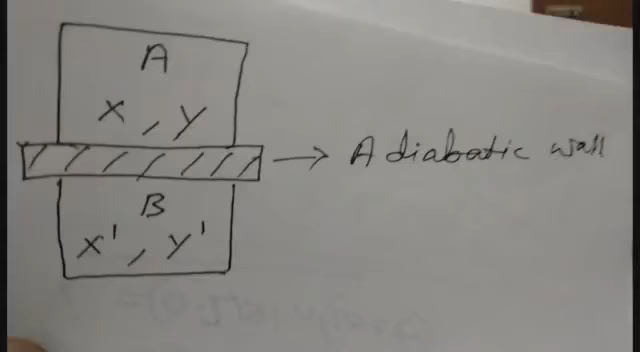 A
X , Y
→ Adiabatic wall
B
X' , Y'